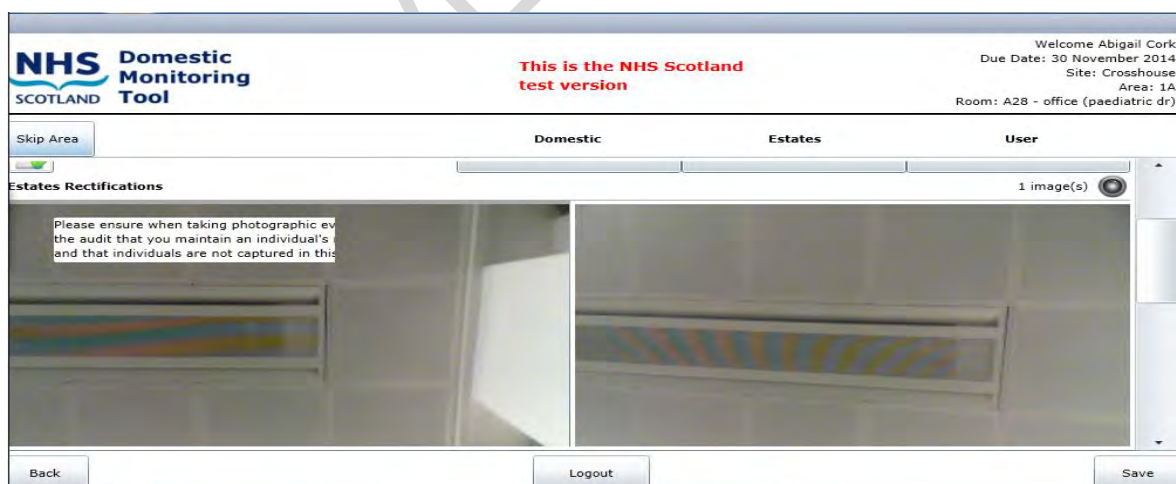 NHS
SCOTLAND
Domestic
Monitoring
Tool
This is the NHS Scotland
test version
Welcome Abigail Cork
Due Date: 30 November 2014
Site: Crosshouse
Area: 1A
Room: A28 - office (paediatric dr)
Skip Area
Domestic
Estates
User
Estates Rectifications
1 image(s)
Please ensure when taking photographic ev
the audit that you maintain an individual's
and that individuals are not captured in this
Back
Logout
Save